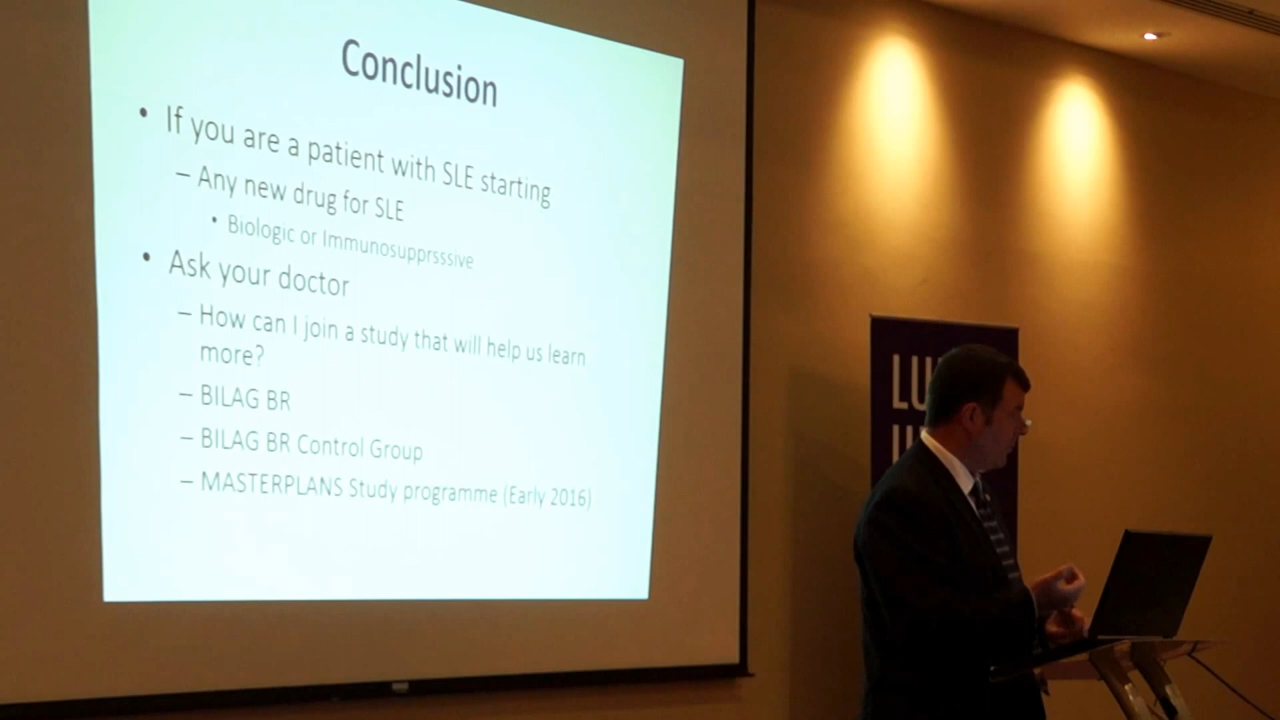 Conclusion
• If you are a patient with SLE starting
– Any new drug for SLE
• Biologic or Immunosupprsssive
• Ask your doctor
– How can I join a study that will help us learn
more?
– BILAG BR
– BILAG BR Control Group
– MASTERPLANS Study programme (Early 2016)
LU